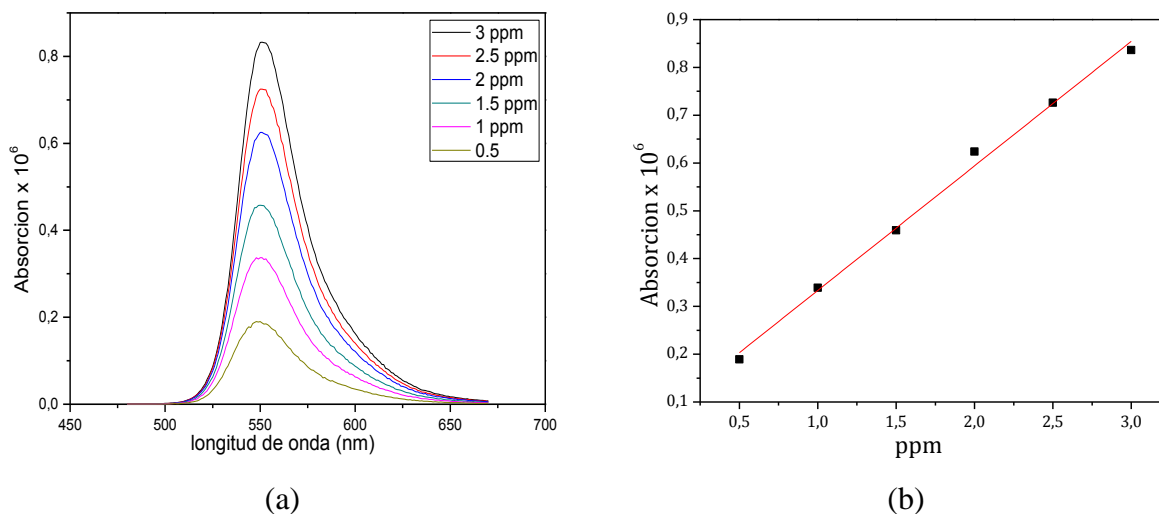 3 ppm
2.5 ppm
2 ppm
1.5 ppm
1 ppm
0.5
0,8
0,6
0,4
0,2
0,0
Absorcion x 10^6
450 500 550 600 650 700
longitud de onda (nm)
(a)
0,9
0,8
0,7
0,6
0,5
0,4
0,3
0,2
0,1
Absorcion x 10^6
0,5 1,0 1,5 2,0 2,5 3,0
ppm
(b)